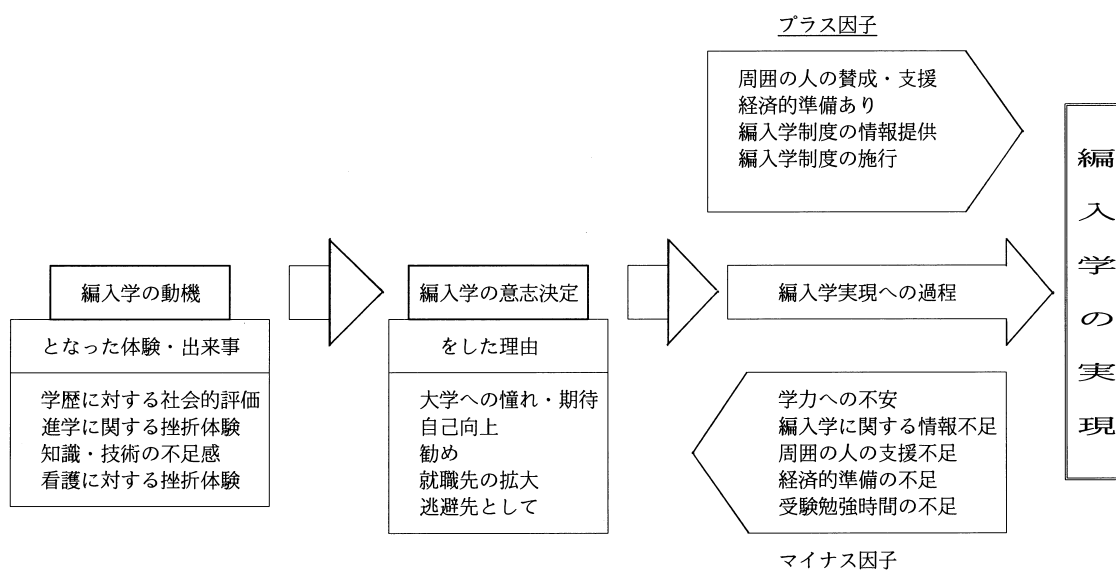 プラス因子
周囲の人の賛成・支援
経済的準備あり
編入学制度の情報提供
編入学制度の施行
編入学の動機
となった体験・出来事
学歴に対する社会的評価
進学に関する挫折体験
知識・技術の不足感
看護に対する挫折体験
編入学の意志決定
をした理由
大学への憧れ・期待
自己向上
勧め
就職先の拡大
逃避先として
編入学実現への過程
学力への不安
編入学に関する情報不足
周囲の人の支援不足
経済的準備の不足
受験勉強時間の不足
マイナス因子
編入学の実現